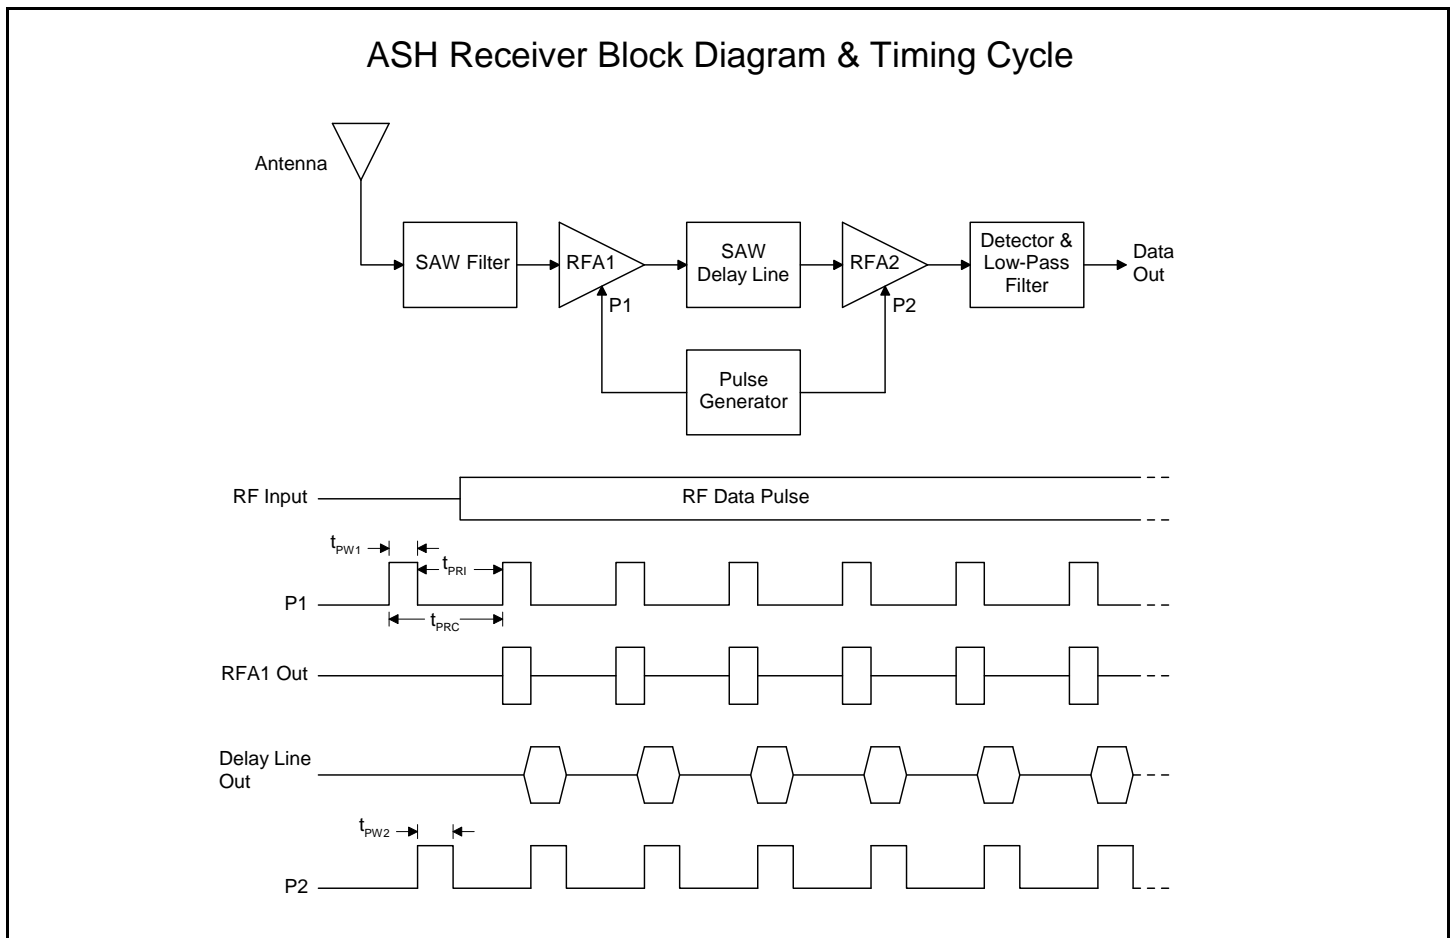 ASH Receiver Block Diagram & Timing Cycle
Antenna
SAW Filter
RFA1
SAW
Delay Line
RFA2
Detector &
Low-Pass
Filter
Data
Out
P1
P2
Pulse
Generator
RF Input
RF Data Pulse
tPW1
tPRI
P1
tPRC
RFA1 Out
Delay Line
Out
tPW2
P2